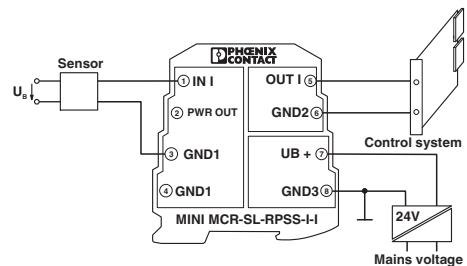 PHŒNIX
CONTACT
Sensor
U_B
① IN I
OUT I ⑤
② PWR OUT
GND2 ⑥
Control system
③ GND1
UB + ⑦
④ GND1
GND3 ⑧
24V
MINI MCR-SL-RPSS-I-I
Mains voltage